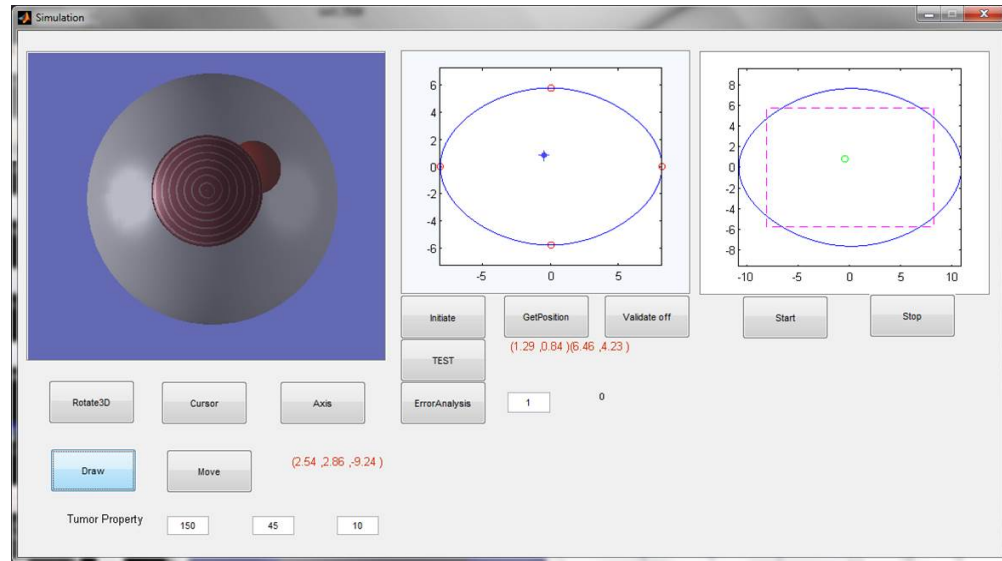 Simulation
6
4
2
0
-2
-4
-6
-5 0 5
8
6
4
2
0
-2
-4
-6
-8
-10 -5 0 5 10
Initiate GetPosition Validate off Start Stop
TEST (1.29 ,0.84 )(6.46 ,4.23 )
Rotate3D Cursor Axis ErrorAnalysis 1 0
Draw Move (2.54 ,2.86 ,-9.24 )
Tumor Property 150 45 10